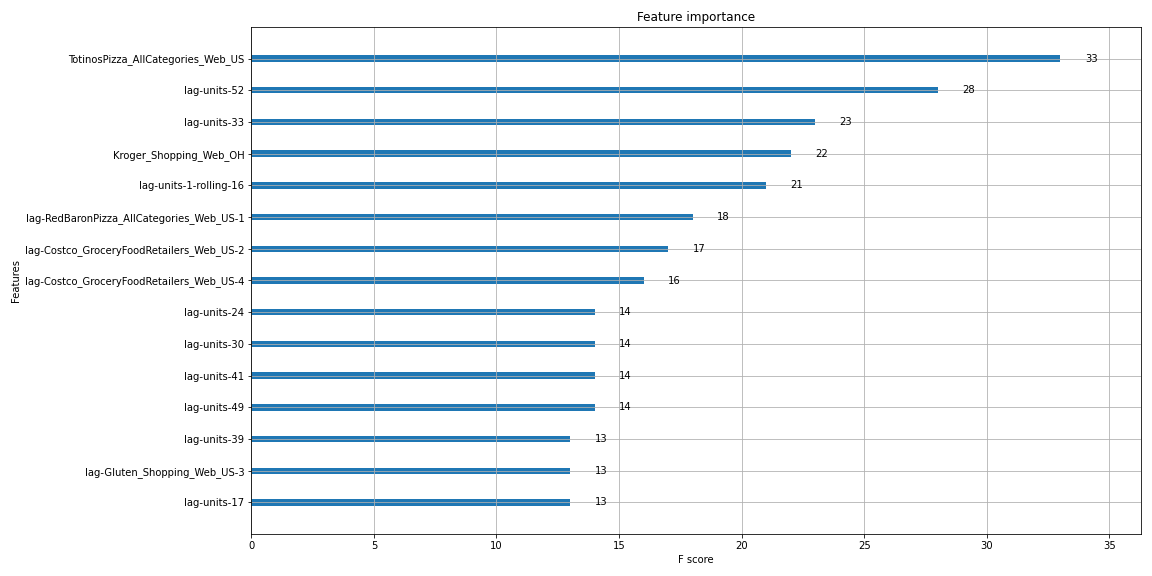 Feature importance
Features
TotinosPizza_AllCategories_Web_US 33
lag-units-52 28
lag-units-33 23
Kroger_Shopping_Web_OH 22
lag-units-1-rolling-16 21
lag-RedBaronPizza_AllCategories_Web_US-1 18
lag-Costco_GroceryFoodRetailers_Web_US-2 17
lag-Costco_GroceryFoodRetailers_Web_US-4 16
lag-units-24 14
lag-units-30 14
lag-units-41 14
lag-units-49 14
lag-units-39 13
lag-Gluten_Shopping_Web_US-3 13
lag-units-17 13
0 5 10 15 20 25 30 35
F score